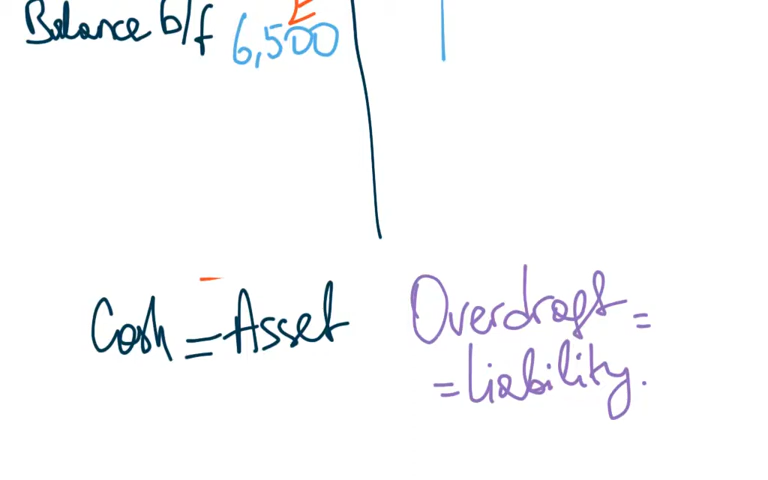 Balance b/f 6,500
Cash = Asset
Overdraft =
= Liability.